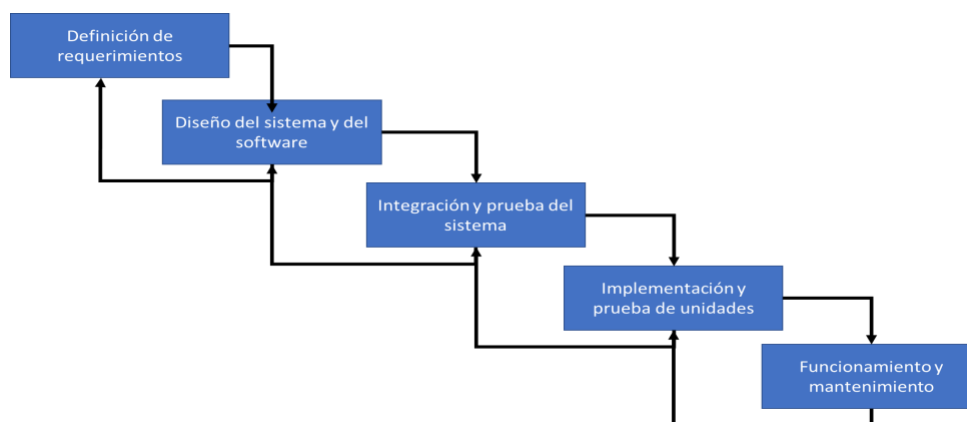 Definición de
requerimientos
Diseño del sistema y del
software
Integración y prueba del
sistema
Implementación y
prueba de unidades
Funcionamiento y
mantenimiento